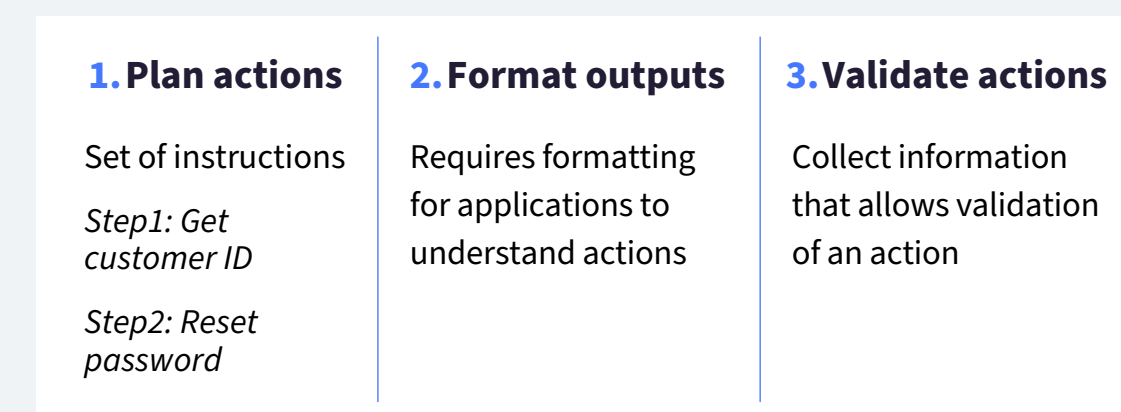 1. Plan actions
Set of instructions
Step1: Get
customer ID
Step2: Reset
password
2. Format outputs
Requires formatting
for applications to
understand actions
3. Validate actions
Collect information
that allows validation
of an action